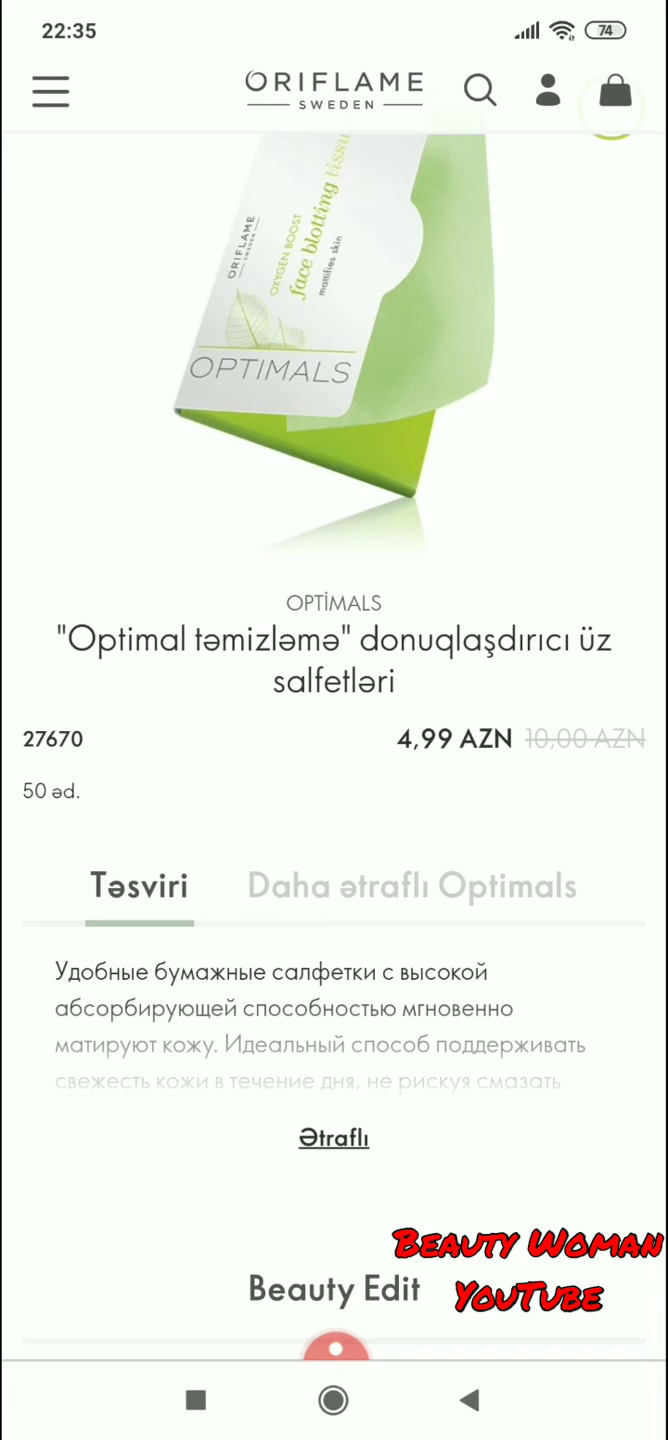 22:35
74
ORIFLAME
SWEDEN
ORIFLAME
SWEDEN
OXYGEN BOOST
face blotting tissu
mattifies skin
OPTIMALS
OPTİMALS
"Optimal təmizləmə" donuqlaşdırıcı üz
salfetləri
27670
4,99 AZN 10,00 AZN
50 əd.
Təsviri
Daha ətraflı Optimals
Удобные бумажные салфетки с высокой
абсорбирующей способностью мгновенно
матируют кожу. Идеальный способ поддерживать
свежесть кожи в течение дня, не рискуя смазать
Ətraflı
Beauty Woman
YouTube
Beauty Edit